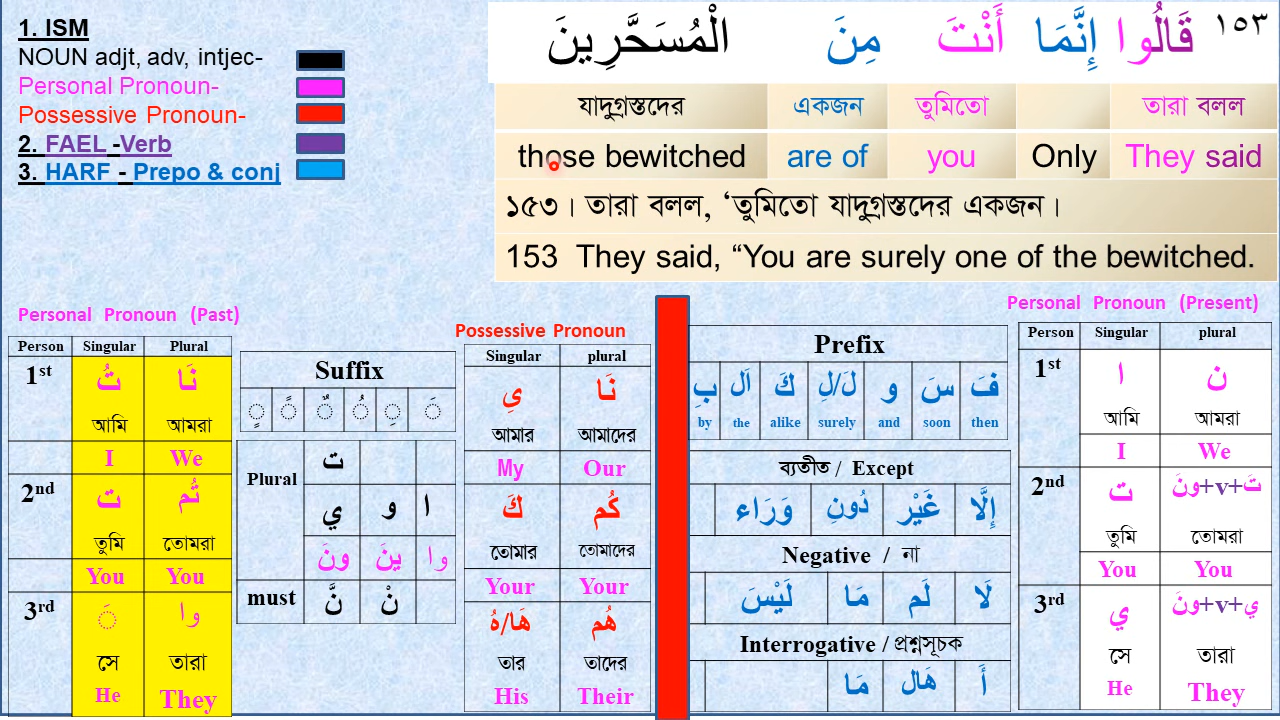 1. ISM
NOUN adjt, adv, intjec-
Personal Pronoun-
Possessive Pronoun-
2. FAEL -Verb
3. HARF - Prepo & conj
١٥٣ قَالُوا إِنَّمَا أَنْتَ مِنَ الْمُسَحَّرِينَ
যাদুগ্রস্তদের একজন তুমিতো তারা বলল
those bewitched are of you Only They said
১৫৩। তারা বলল, ‘তুমিতো যাদুগ্রস্তদের একজন।
153 They said, “You are surely one of the bewitched.
Personal Pronoun (Past)
Person Singular Plural
1st تُ نَا
আমি আমরা
I We
2nd ت تُم
তুমি তোমরা
You You
3rd َ وا
সে তারা
He They
Suffix
ٍ ً ٌ ُ ِ َ
Plural ت
ي و ا
ونَ ينَ وا
must نَّ نْ
Possessive Pronoun
Singular plural
يِ نَا
আমার আমাদের
My Our
كَ كُم
তোমার তোমাদের
Your Your
هَا/هُ هُم
তার তাদের
His Their
Prefix
بِ اَل كَ لَ/لِ و سَ فَ
by the alike surely and soon then
ব্যতীত / Except
وَرَاء دُونِ غَيْر إِلَّا
Negative / না
لَيْسَ مَا لَم لَا
Interrogative / প্রশ্নসূচক
مَا هَال أَ
Personal Pronoun (Present)
Person Singular plural
1st ا ن
আমি আমরা
I We
2nd ت تَ+v+ونَ
তুমি তোমরা
You You
3rd ي ي+v+ونَ
সে তারা
He They